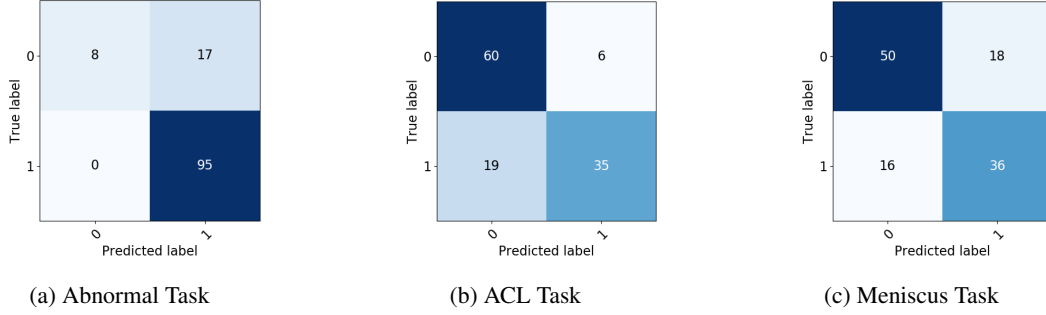 0
8
17
True label
1
0
95
0
1
Predicted label
(a) Abnormal Task
0
60
6
True label
1
19
35
0
1
Predicted label
(b) ACL Task
0
50
18
True label
1
16
36
0
1
Predicted label
(c) Meniscus Task